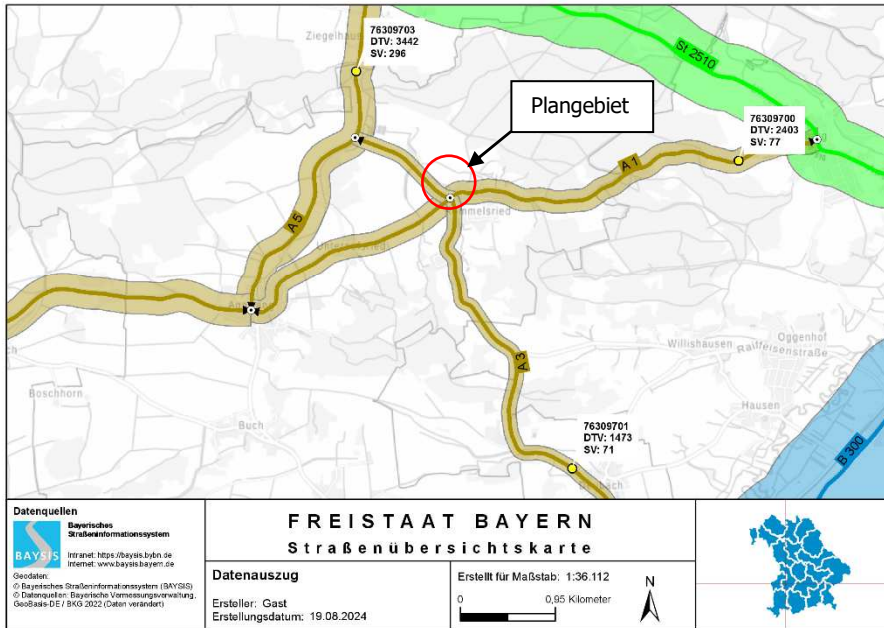 Ziegelhaus
76309703
DTV: 3442
SV: 296
St 2510
Plangebiet
76309700
DTV: 2403
SV: 77
A 1
mmelsried
A 5
A 3
Willishausen
Oggenhof
Raiffeisenstraße
Hausen
Boschhorn
Buch
76309701
DTV: 1473
SV: 71
B 300
Datenquellen
BAYSIS
Bayerisches
Straßeninformationssystem
Intranet: https://baysis.bybn.de
Internet: www.baysis.bayern.de
Geodaten:
© Bayerisches Straßeninformationssystem (BAYSIS)
© Datenquellen: Bayerische Vermessungsverwaltung,
GeoBasis-DE / BKG 2022 (Daten verändert)
FREISTAAT BAYERN
Straßenübersichtskarte
Datenauszug
Ersteller: Gast
Erstellungsdatum: 19.08.2024
Erstellt für Maßstab: 1:36.112
0 0,95 Kilometer
N